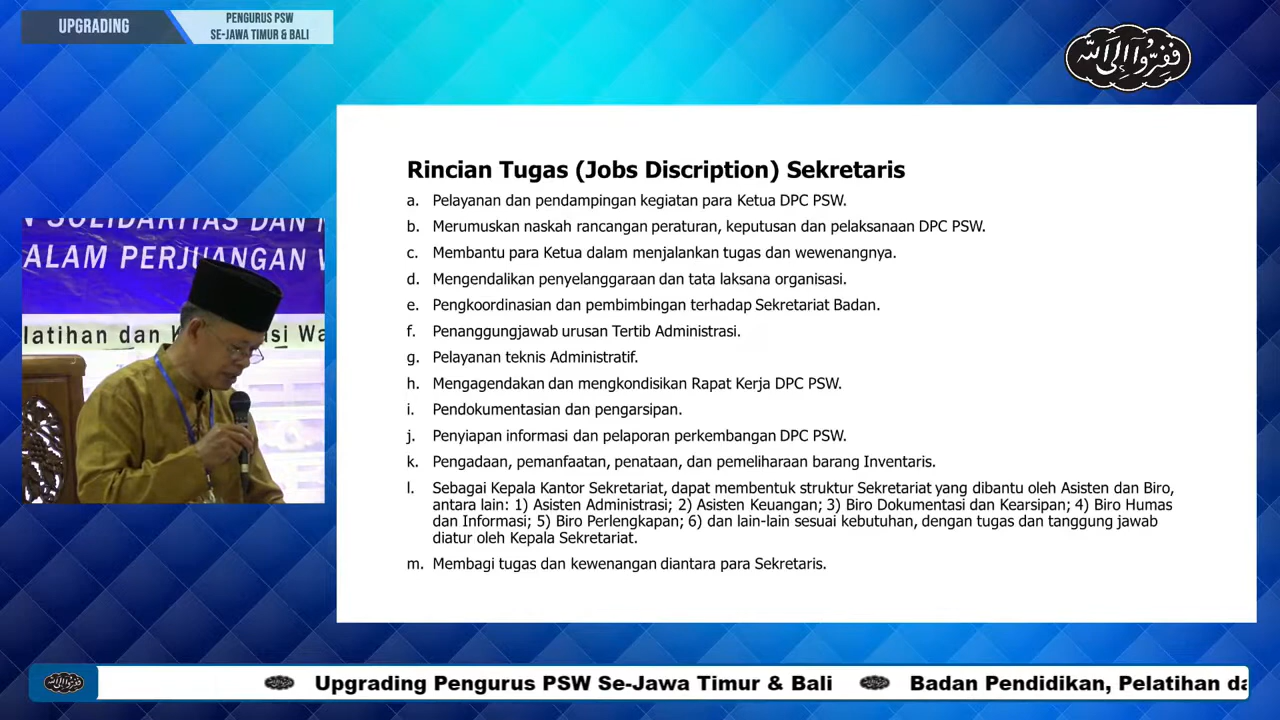 UPGRADING
PENGURUS PSW
SE-JAWA TIMUR & BALI
ففروا إلى الله
Rincian Tugas (Jobs Discription) Sekretaris
a. Pelayanan dan pendampingan kegiatan para Ketua DPC PSW.
b. Merumuskan naskah rancangan peraturan, keputusan dan pelaksanaan DPC PSW.
c. Membantu para Ketua dalam menjalankan tugas dan wewenangnya.
d. Mengendalikan penyelanggaraan dan tata laksana organisasi.
e. Pengkoordinasian dan pembimbingan terhadap Sekretariat Badan.
f. Penanggungjawab urusan Tertib Administrasi.
g. Pelayanan teknis Administratif.
h. Mengagendakan dan mengkondisikan Rapat Kerja DPC PSW.
i. Pendokumentasian dan pengarsipan.
j. Penyiapan informasi dan pelaporan perkembangan DPC PSW.
k. Pengadaan, pemanfaatan, penataan, dan pemeliharaan barang Inventaris.
l. Sebagai Kepala Kantor Sekretariat, dapat membentuk struktur Sekretariat yang dibantu oleh Asisten dan Biro,
antara lain: 1) Asisten Administrasi; 2) Asisten Keuangan; 3) Biro Dokumentasi dan Kearsipan; 4) Biro Humas
dan Informasi; 5) Biro Perlengkapan; 6) dan lain-lain sesuai kebutuhan, dengan tugas dan tanggung jawab
diatur oleh Kepala Sekretariat.
m. Membagi tugas dan kewenangan diantara para Sekretaris.
SOLIDARITAS DAN
ALAM PERJUANGAN
latihan dan
ففروا إلى الله
Upgrading Pengurus PSW Se-Jawa Timur & Bali
Badan Pendidikan, Pelatihan da